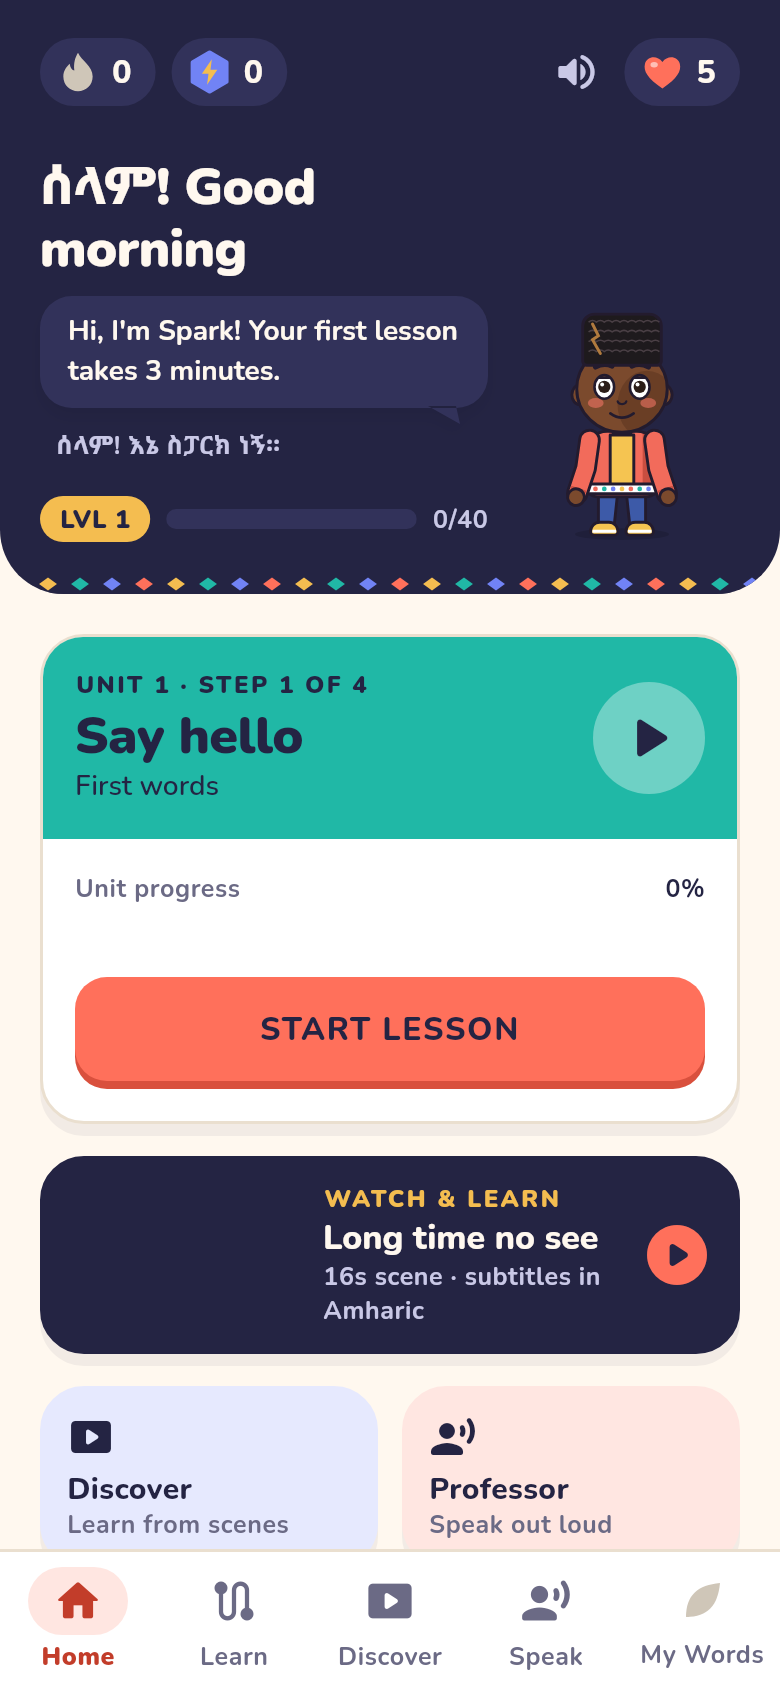 0
0
5
ሰላም! Good
morning
Hi, I'm Spark! Your first lesson
takes 3 minutes.
ሰላም! እኔ ስፓርክ ነኝ።
LVL 1
0/40
UNIT 1 · STEP 1 OF 4
Say hello
First words
Unit progress
0%
START LESSON
WATCH & LEARN
Long time no see
16s scene · subtitles in
Amharic
Discover
Learn from scenes
Professor
Speak out loud
Home
Learn
Discover
Speak
My Words